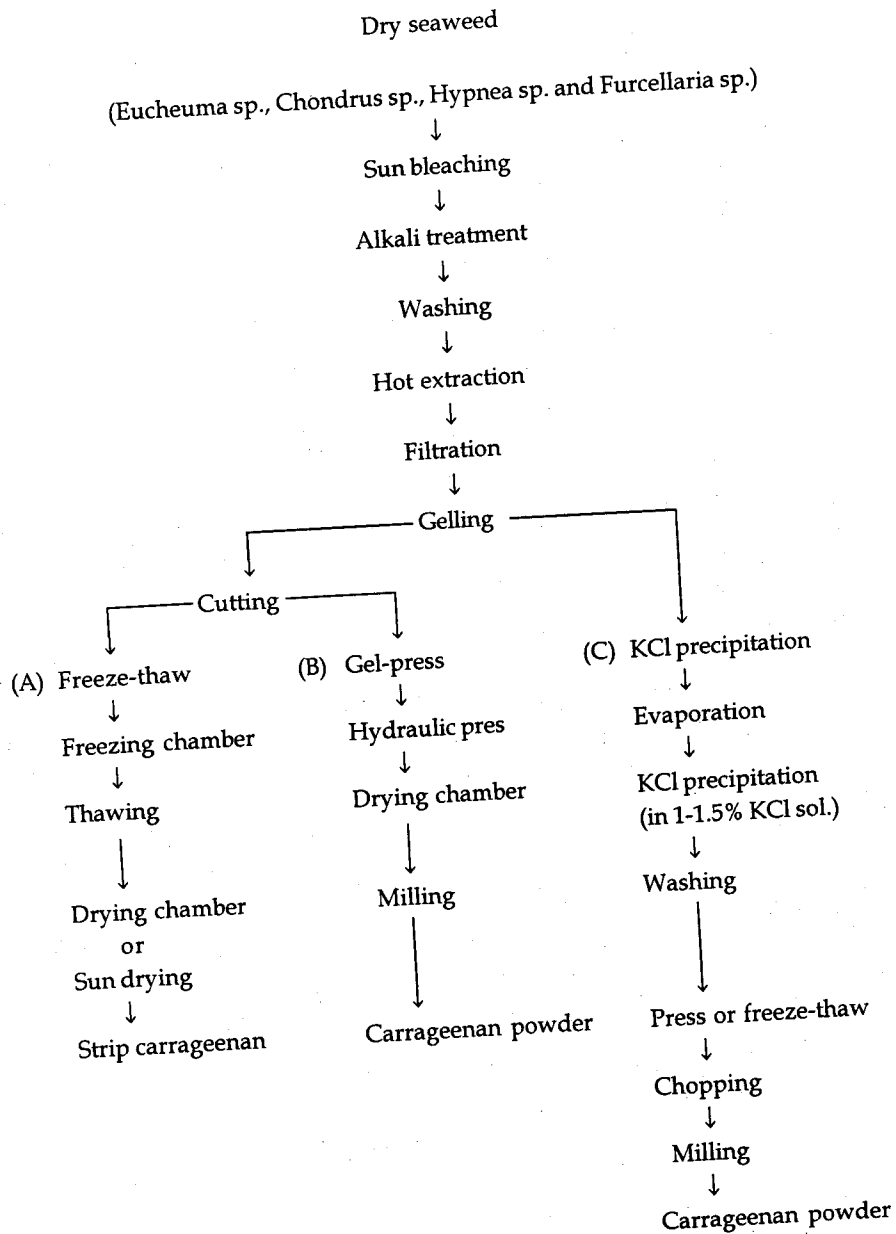 Dry seaweed
(Eucheuma sp., Chondrus sp., Hypnea sp. and Furcellaria sp.)
↓
Sun bleaching
↓
Alkali treatment
↓
Washing
↓
Hot extraction
↓
Filtration
↓
Gelling
Cutting
(A) Freeze-thaw
↓
Freezing chamber
↓
Thawing
↓
Drying chamber
or
Sun drying
↓
Strip carrageenan
(B) Gel-press
↓
Hydraulic pres
↓
Drying chamber
↓
Milling
↓
Carrageenan powder
(C) KCl precipitation
↓
Evaporation
↓
KCl precipitation
(in 1-1.5% KCl sol.)
↓
Washing
↓
Press or freeze-thaw
↓
Chopping
↓
Milling
↓
Carrageenan powder